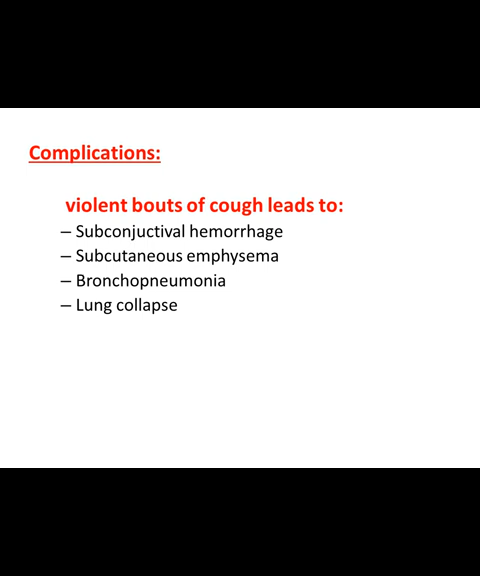 Complications:
violent bouts of cough leads to:
– Subconjuctival hemorrhage
– Subcutaneous emphysema
– Bronchopneumonia
– Lung collapse